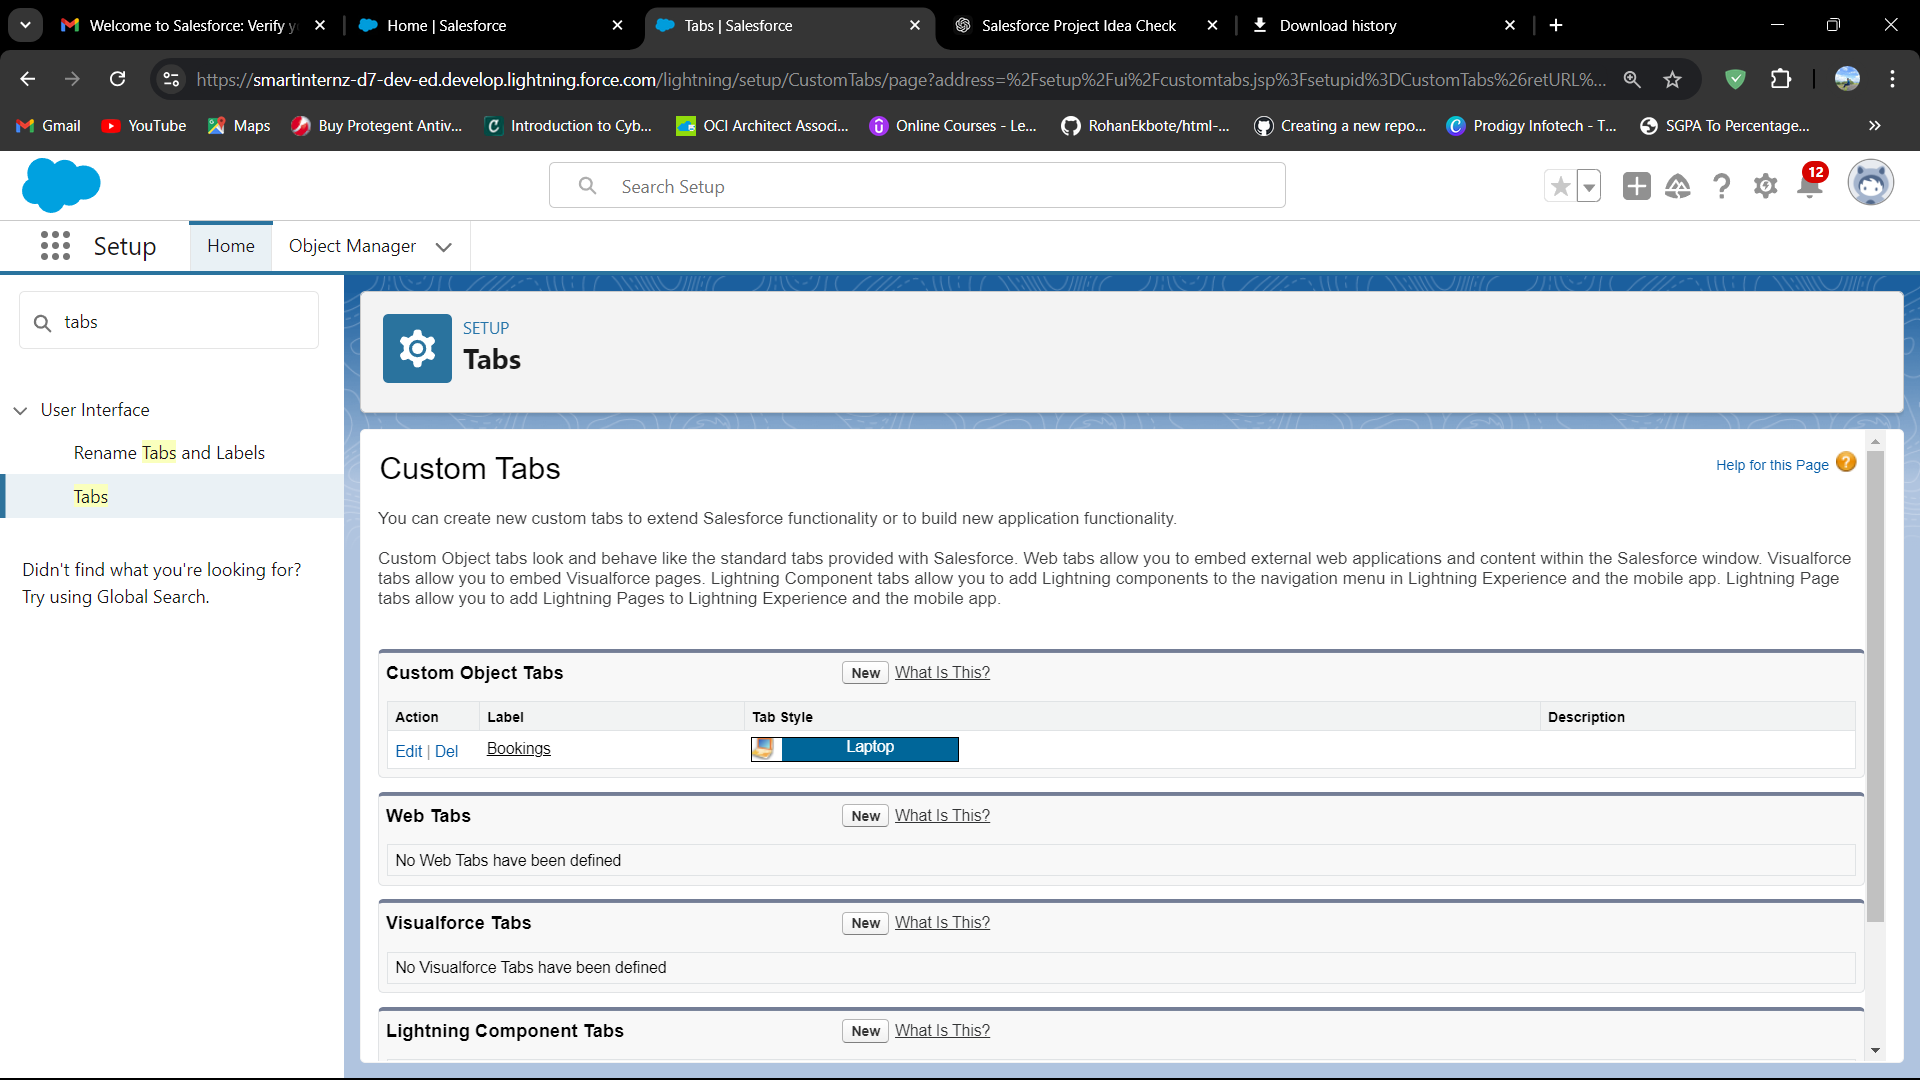 Welcome to Salesforce: Verify y
Home | Salesforce
Tabs | Salesforce
Salesforce Project Idea Check
Download history
https://smartinternz-d7-dev-ed.develop.lightning.force.com/lightning/setup/CustomTabs/page?address=%2Fsetup%2Fui%2Fcustomtabs.jsp%3Fsetupid%3DCustomTabs%26retURL%...
Gmail
YouTube
Maps
Buy Protegent Antiv...
Introduction to Cyb...
OCI Architect Associ...
Online Courses - Le...
RohanEkbote/html-...
Creating a new repo...
Prodigy Infotech - T...
SGPA To Percentage...
Search Setup
12
Setup
Home
Object Manager
tabs
User Interface
Rename Tabs and Labels
Tabs
Didn't find what you're looking for?
Try using Global Search.
SETUP
Tabs
Custom Tabs
Help for this Page
You can create new custom tabs to extend Salesforce functionality or to build new application functionality.
Custom Object tabs look and behave like the standard tabs provided with Salesforce. Web tabs allow you to embed external web applications and content within the Salesforce window. Visualforce
tabs allow you to embed Visualforce pages. Lightning Component tabs allow you to add Lightning components to the navigation menu in Lightning Experience and the mobile app. Lightning Page
tabs allow you to add Lightning Pages to Lightning Experience and the mobile app.
Custom Object Tabs
New What Is This?
Action Label Tab Style Description
Edit | Del Bookings Laptop
Web Tabs
New What Is This?
No Web Tabs have been defined
Visualforce Tabs
New What Is This?
No Visualforce Tabs have been defined
Lightning Component Tabs
New What Is This?